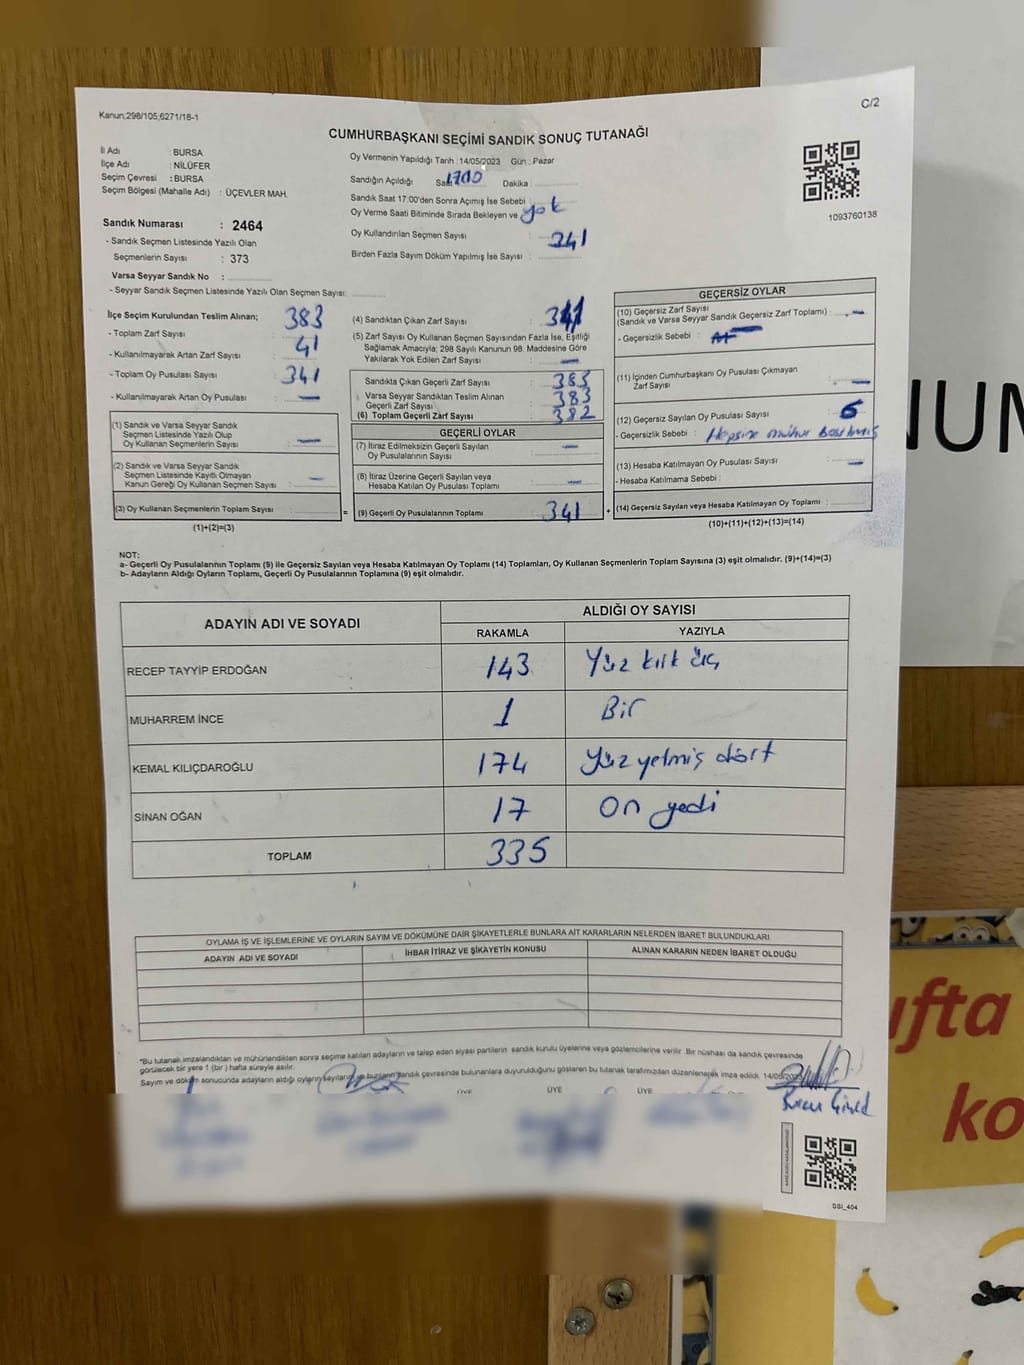 Kanun,298/105,6271/18-1
C/2
CUMHURBAŞKANI SEÇİMİ SANDIK SONUÇ TUTANAĞI
İl Adı : BURSA
İlçe Adı : NİLÜFER
Seçim Çevresi : BURSA
Seçim Bölgesi (Mahalle Adı) : ÜÇEVLER MAH.
Oy Vermenin Yapıldığı Tarih :14/05/2023 Gün : Pazar
Sandığın Açıldığı Saat 1700 Dakika :
Sandık Saat 17:00'den Sonra Açımış İse Sebebi :
Oy Verme Saati Bitiminde Sırada Bekleyen ve yok
Oy Kullandırılan Seçmen Sayısı : 341
Birden Fazla Sayım Döküm Yapılmış İse Sayısı :
1093760138
Sandık Numarası : 2464
- Sandık Seçmen Listesinde Yazılı Olan
Seçmenlerin Sayısı : 373
Varsa Seyyar Sandık No :
- Seyyar Sandık Seçmen Listesinde Yazılı Olan Seçmen Sayısı:
İlçe Seçim Kurulundan Teslim Alınan; 383
- Toplam Zarf Sayısı : 41
- Kullanılmayarak Artan Zarf Sayısı :
- Toplam Oy Pusulası Sayısı : 341
- Kullanılmayarak Artan Oy Pusulası : —
(1) Sandık ve Varsa Seyyar Sandık
Seçmen Listesinde Yazılı Olup
Oy Kullanan Seçmenlerin Sayısı : —
(2) Sandık ve Varsa Seyyar Sandık
Seçmen Listesinde Kayıtlı Olmayan
Kanun Gereği Oy Kullanan Seçmen Sayısı : —
(3) Oy Kullanan Seçmenlerin Toplam Sayısı :
(1)+(2)=(3)
(4) Sandıktan Çıkan Zarf Sayısı : 341
(5) Zarf Sayısı Oy Kullanan Seçmen Sayısından Fazla İse, Eşitliği
Sağlamak Amacıyla; 298 Sayılı Kanunun 98. Maddesine Göre
Yakılarak Yok Edilen Zarf Sayısı : —
Sandıkta Çıkan Geçerli Zarf Sayısı : 383
Varsa Seyyar Sandıktan Teslim Alınan
Geçerli Zarf Sayısı : 383
(6) Toplam Geçerli Zarf Sayısı : 382
GEÇERLİ OYLAR
(7) İtiraz Edilmeksizin Geçerli Sayılan
Oy Pusulalarının Sayısı : —
(8) İtiraz Üzerine Geçerli Sayılan veya
Hesaba Katılan Oy Pusulası Toplamı : —
= (9) Geçerli Oy Pusulalarının Toplamı : 341
GEÇERSİZ OYLAR
(10) Geçersiz Zarf Sayısı
(Sandık ve Varsa Seyyar Sandık Geçersiz Zarf Toplamı) : —
- Geçersizlik Sebebi :
(11) İçinden Cumhurbaşkanı Oy Pusulası Çıkmayan
Zarf Sayısı : —
(12) Geçersiz Sayılan Oy Pusulası Sayısı : 6
- Geçersizlik Sebebi : Hepsine mühür basılmış
(13) Hesaba Katılmayan Oy Pusulası Sayısı : —
- Hesaba Katılmama Sebebi :
+ (14) Geçersiz Sayılan veya Hesaba Katılmayan Oy Toplamı :
(10)+(11)+(12)+(13)=(14)
NOT:
a- Geçerli Oy Pusulalarının Toplamı (9) ile Geçersiz Sayılan veya Hesaba Katılmayan Oy Toplamı (14) Toplamları, Oy Kullanan Seçmenlerin Toplam Sayısına (3) eşit olmalıdır. (9)+(14)=(3)
b- Adayların Aldığı Oyların Toplamı, Geçerli Oy Pusulalarının Toplamına (9) eşit olmalıdır.
ADAYIN ADI VE SOYADI
ALDIĞI OY SAYISI
RAKAMLA YAZIYLA
RECEP TAYYİP ERDOĞAN 143 Yüz kırk üç
MUHARREM İNCE 1 Bir
KEMAL KILIÇDAROĞLU 174 Yüz yetmiş dört
SİNAN OĞAN 17 On yedi
TOPLAM 335
OYLAMA İŞ VE İŞLEMLERİNE VE OYLARIN SAYIM VE DÖKÜMÜNE DAİR ŞİKAYETLERLE BUNLARA AİT KARARLARIN NELERDEN İBARET BULUNDUKLARI
ADAYIN ADI VE SOYADI İHBAR İTİRAZ VE ŞİKAYETİN KONUSU ALINAN KARARIN NEDEN İBARET OLDUĞU
*Bu tutanak imzalandıktan ve mühürlendikten sonra seçime katılan adayların ve talep eden siyasi partilerin sandık kurulu üyelerine veya gözlemcilerine verilir. Bir nüshası da sandık çevresinde
görülecek bir yere 1 (bir) hafta süreyle asılır.
Sayım ve döküm sonucunda adayların aldığı oyların sayılarını ve bunların sandık çevresinde bulunanlara duyurulduğunu gösteren bu tutanak tarafımızdan düzenlenerek imza edildi. 14/05/2023
ÜYE ÜYE ÜYE
SSI_404
NUM
ıfta
ko